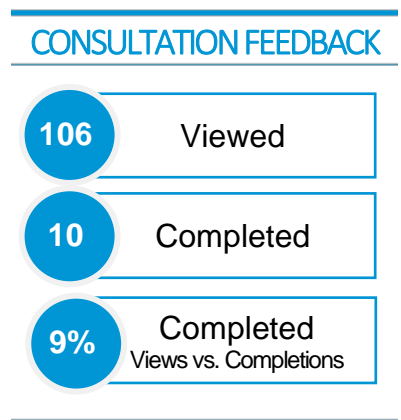 CONSULTATION FEEDBACK
106 Viewed
10 Completed
9% Completed
Views vs. Completions